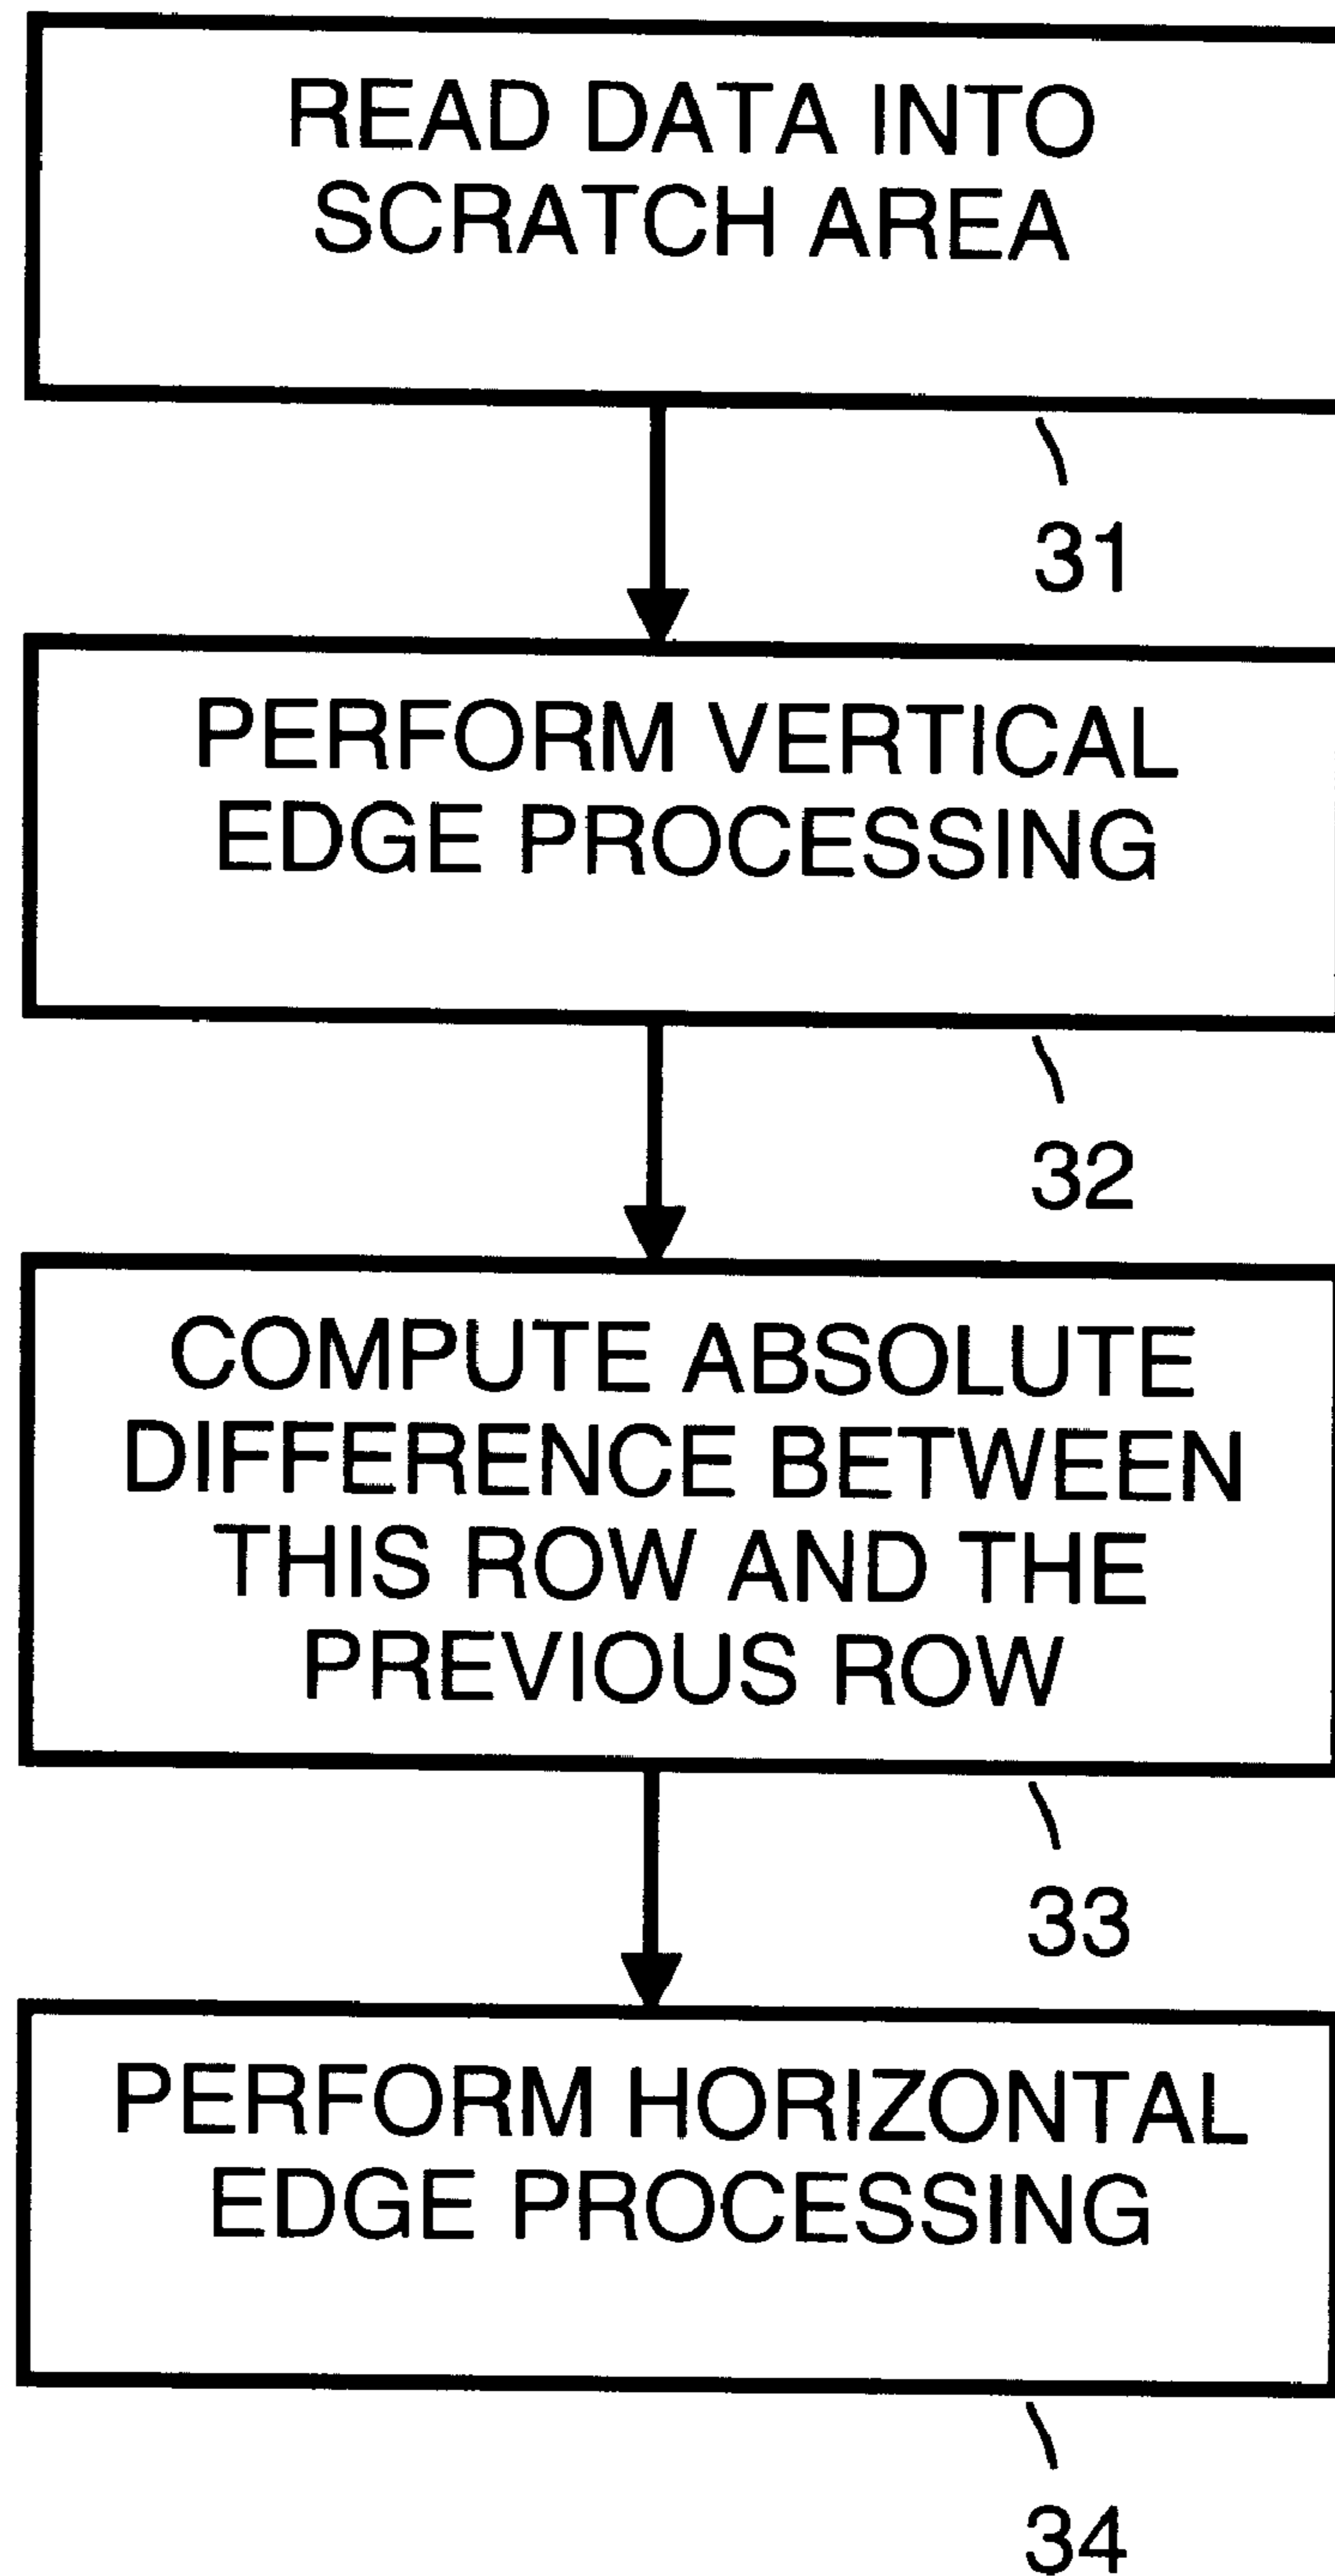 READ DATA INTO
SCRATCH AREA
31
PERFORM VERTICAL
EDGE PROCESSING
32
COMPUTE ABSOLUTE
DIFFERENCE BETWEEN
THIS ROW AND THE
PREVIOUS ROW
33
PERFORM HORIZONTAL
EDGE PROCESSING
34